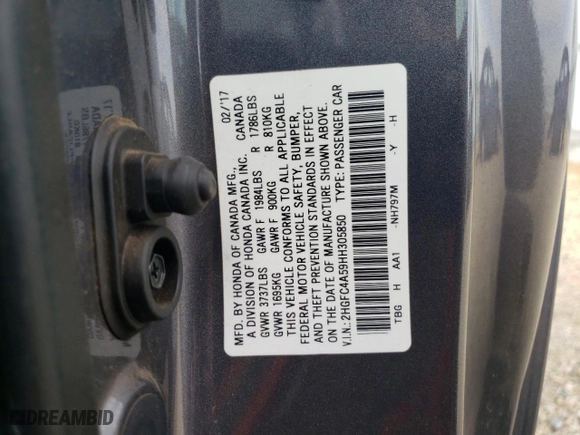 MFD. BY HONDA OF CANADA MFG., 02/'17
A DIVISION OF HONDA CANADA INC. CANADA
GVWR 3737LBS GAWR F 1984LBS R 1786LBS
GVWR 1695KG GAWR F 900KG R 810KG
THIS VEHICLE CONFORMS TO ALL APPLICABLE
FEDERAL MOTOR VEHICLE SAFETY, BUMPER,
AND THEFT PREVENTION STANDARDS IN EFFECT
ON THE DATE OF MANUFACTURE SHOWN ABOVE.
V.I.N.: 2HGFC4A59HH305850 TYPE: PASSENGER CAR
TBG H AA1 -NH797M -Y -H
DREAMBID